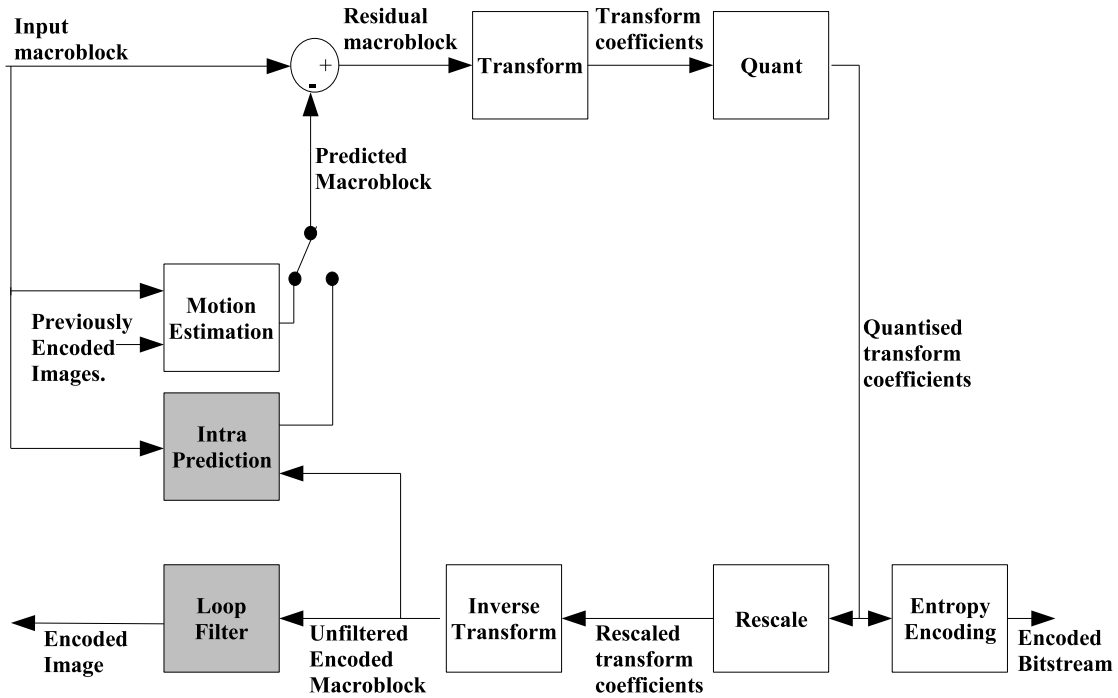 Input
macroblock
+
-
Residual
macroblock
Transform
Transform
coefficients
Quant
Predicted
Macroblock
Motion
Estimation
Previously
Encoded
Images.
Quantised
transform
coefficients
Intra
Prediction
Loop
Filter
Encoded
Image
Unfiltered
Encoded
Macroblock
Inverse
Transform
Rescaled
transform
coefficients
Rescale
Entropy
Encoding
Encoded
Bitstream